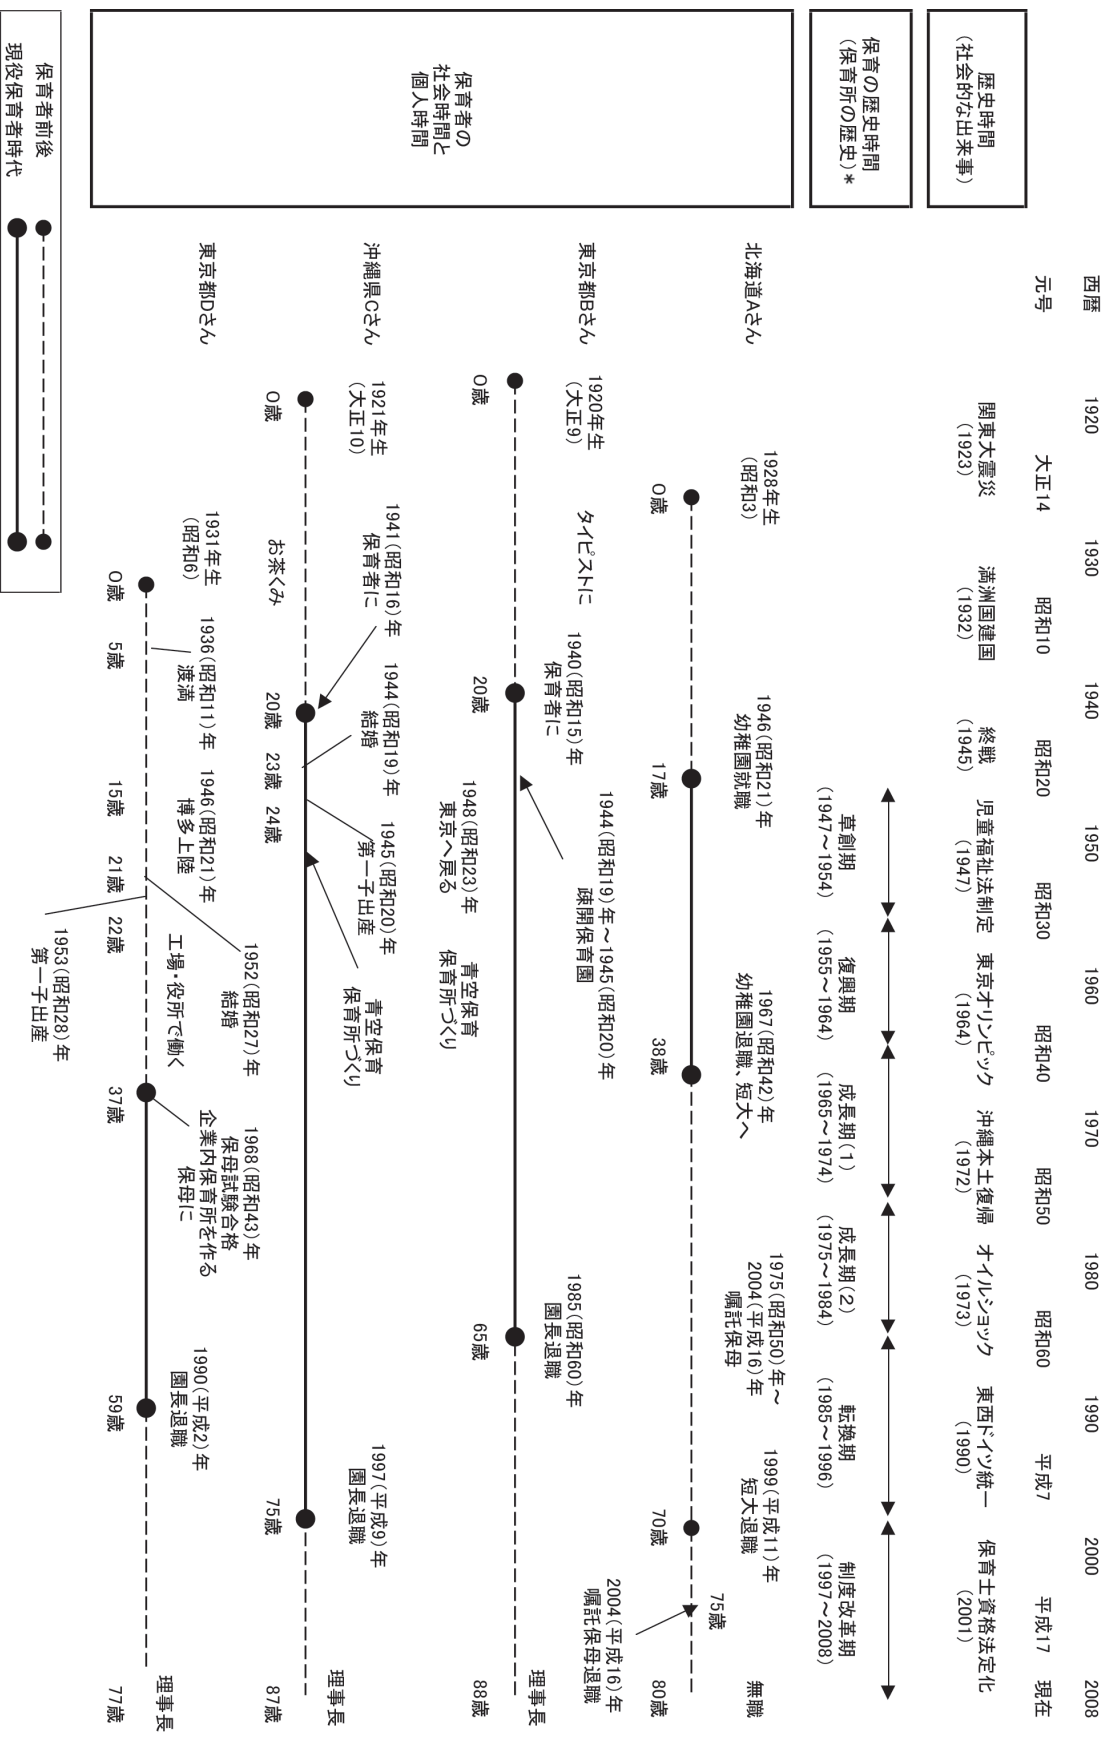 西暦 1920 1930 1940 1950 1960 1970 1980 1990 2000 2008
元号 大正14 昭和10 昭和20 昭和30 昭和40 昭和50 昭和60 平成7 平成17 現在
歴史時間
(社会的な出来事)
関東大震災
(1923)
満洲国建国
(1932)
終戦
(1945)
児童福祉法制定
(1947)
東京オリンピック
(1964)
沖縄本土復帰
(1972)
オイルショック
(1973)
東西ドイツ統一
(1990)
保育士資格法定化
(2001)
保育の歴史時間
(保育所の歴史)*
草創期
(1947~1954)
復興期
(1955~1964)
成長期(1)
(1965~1974)
成長期(2)
(1975~1984)
転換期
(1985~1996)
制度改革期
(1997~2008)
保育者の
社会時間と
個人時間
北海道Aさん
1928年生
(昭和3)
1946(昭和21)年
幼稚園就職
1967(昭和42)年
幼稚園退職、短大へ
1975(昭和50)年~
2004(平成16)年
嘱託保母
1999(平成11)年
短大退職
75歳
無職
0歳 17歳 38歳 70歳 80歳
2004(平成16)年
嘱託保母退職
東京都Bさん
1920年生
(大正9)
タイピストに
1940(昭和15)年
保育者に
1944(昭和19)年~1945(昭和20)年
疎開保育園
1985(昭和60)年
園長退職
理事長
0歳 20歳 65歳 88歳
1948(昭和23)年
東京へ戻る
青空保育
保育所づくり
沖縄県Cさん
1921年生
(大正10)
1941(昭和16)年
保育者に
1944(昭和19)年
結婚
1945(昭和20)年
第一子出産
青空保育
保育所づくり
1997(平成9)年
園長退職
理事長
0歳 お茶くみ 20歳 23歳 24歳 75歳 87歳
東京都Dさん
1931年生
(昭和6)
1936(昭和11)年
渡満
1946(昭和21)年
博多上陸
1952(昭和27)年
結婚
工場・役所で働く
1968(昭和43)年
保母試験合格
企業内保育所を作る
保母に
1990(平成2)年
園長退職
理事長
0歳 5歳 15歳 21歳 22歳 37歳 59歳 77歳
1953(昭和28)年
第一子出産
保育者前後
現役保育者時代